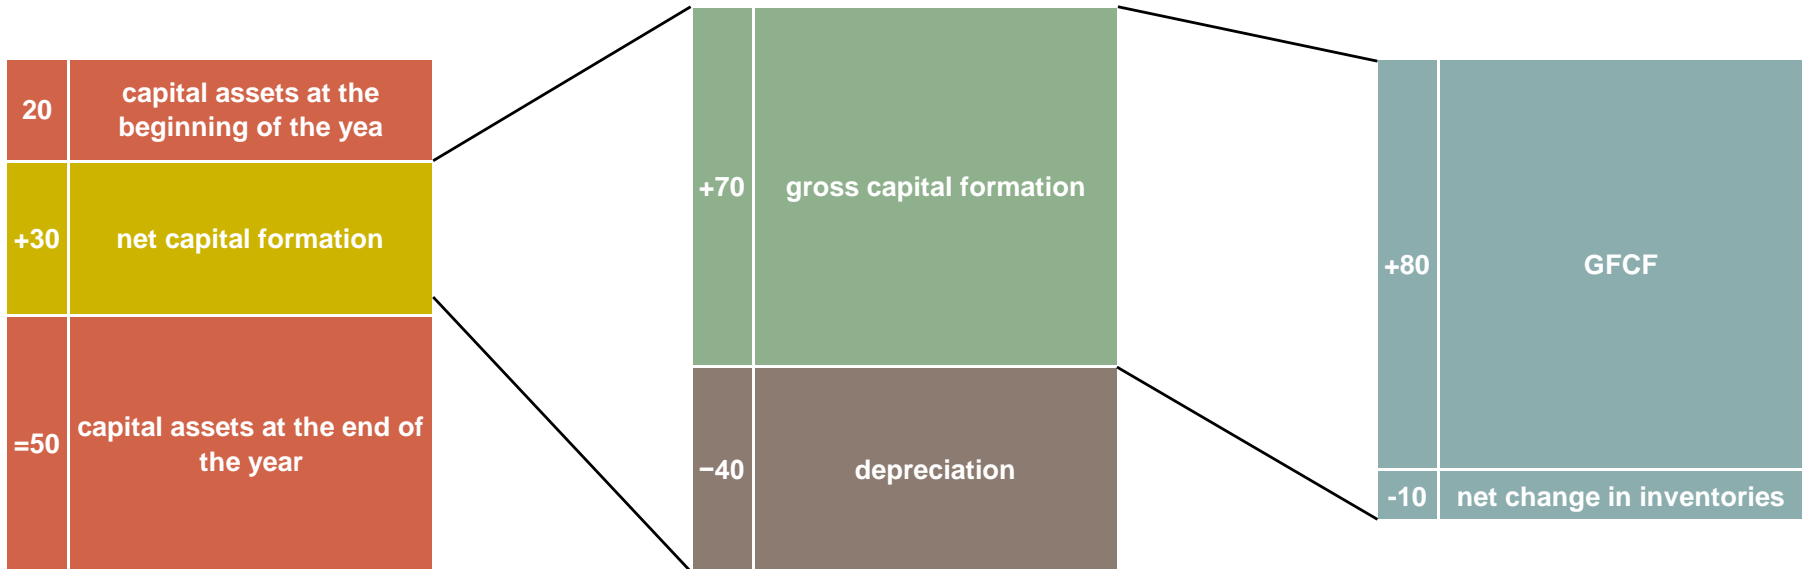 20
capital assets at the
beginning of the yea
+30
net capital formation
=50
capital assets at the end of
the year
+70
gross capital formation
−40
depreciation
+80
GFCF
-10
net change in inventories